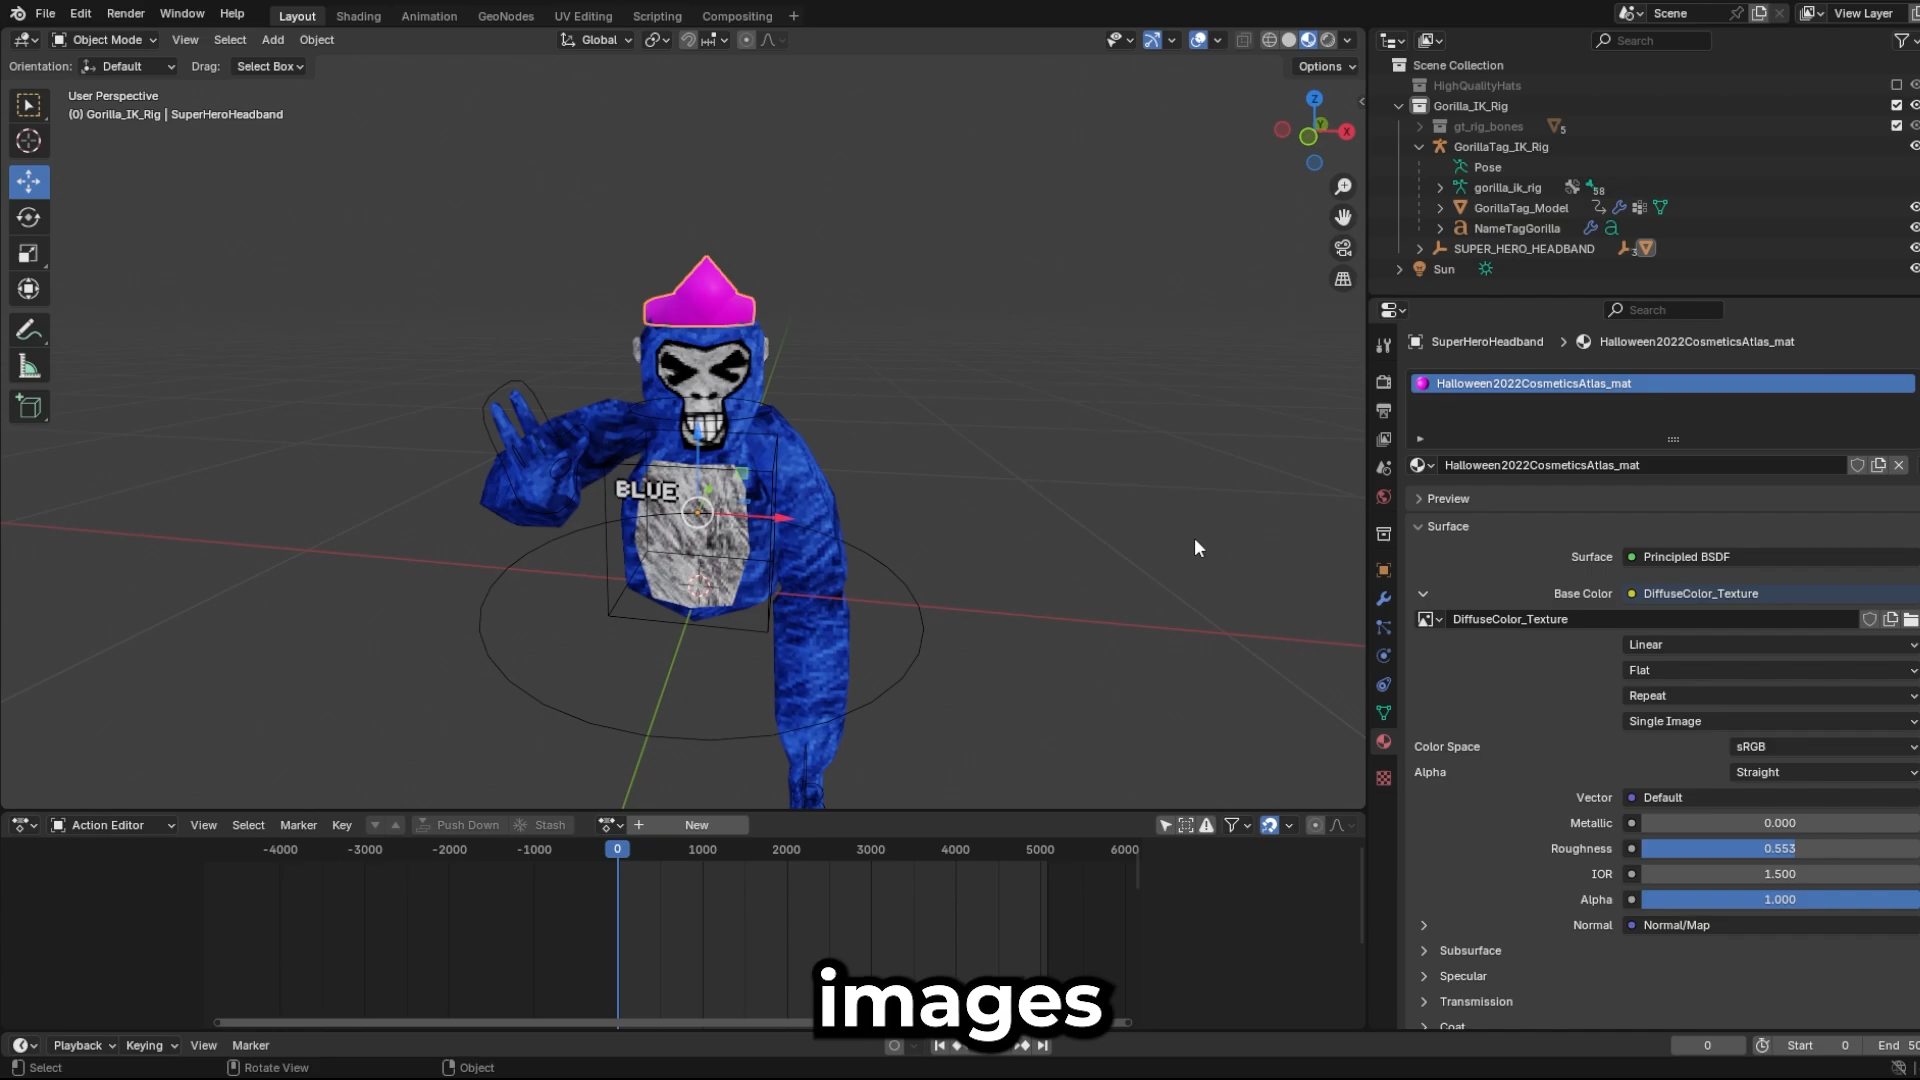 File Edit Render Window Help Layout Shading Animation GeoNodes UV Editing Scripting Compositing + Scene View Layer
Object Mode View Select Add Object Global Search
Orientation: Default Drag: Select Box Options
User Perspective
(0) Gorilla_IK_Rig | SuperHeroHeadband
Z
Y
X
BLUE
Scene Collection
HighQualityHats
Gorilla_IK_Rig
gt_rig_bones 5
GorillaTag_IK_Rig
Pose
gorilla_ik_rig 58
GorillaTag_Model
NameTagGorilla
SUPER_HERO_HEADBAND 3
Sun
Search
SuperHeroHeadband > Halloween2022CosmeticsAtlas_mat
Halloween2022CosmeticsAtlas_mat
Halloween2022CosmeticsAtlas_mat
Preview
Surface
Surface Principled BSDF
Base Color DiffuseColor_Texture
DiffuseColor_Texture
Linear
Flat
Repeat
Single Image
Color Space sRGB
Alpha Straight
Vector Default
Metallic 0.000
Roughness 0.553
IOR 1.500
Alpha 1.000
Normal Normal/Map
Subsurface
Specular
Transmission
Action Editor View Select Marker Key Push Down Stash + New
-4000 -3000 -2000 -1000 0 1000 2000 3000 4000 5000 6000
images
Playback Keying View Marker 0 Start 0 End
Select Rotate View Object